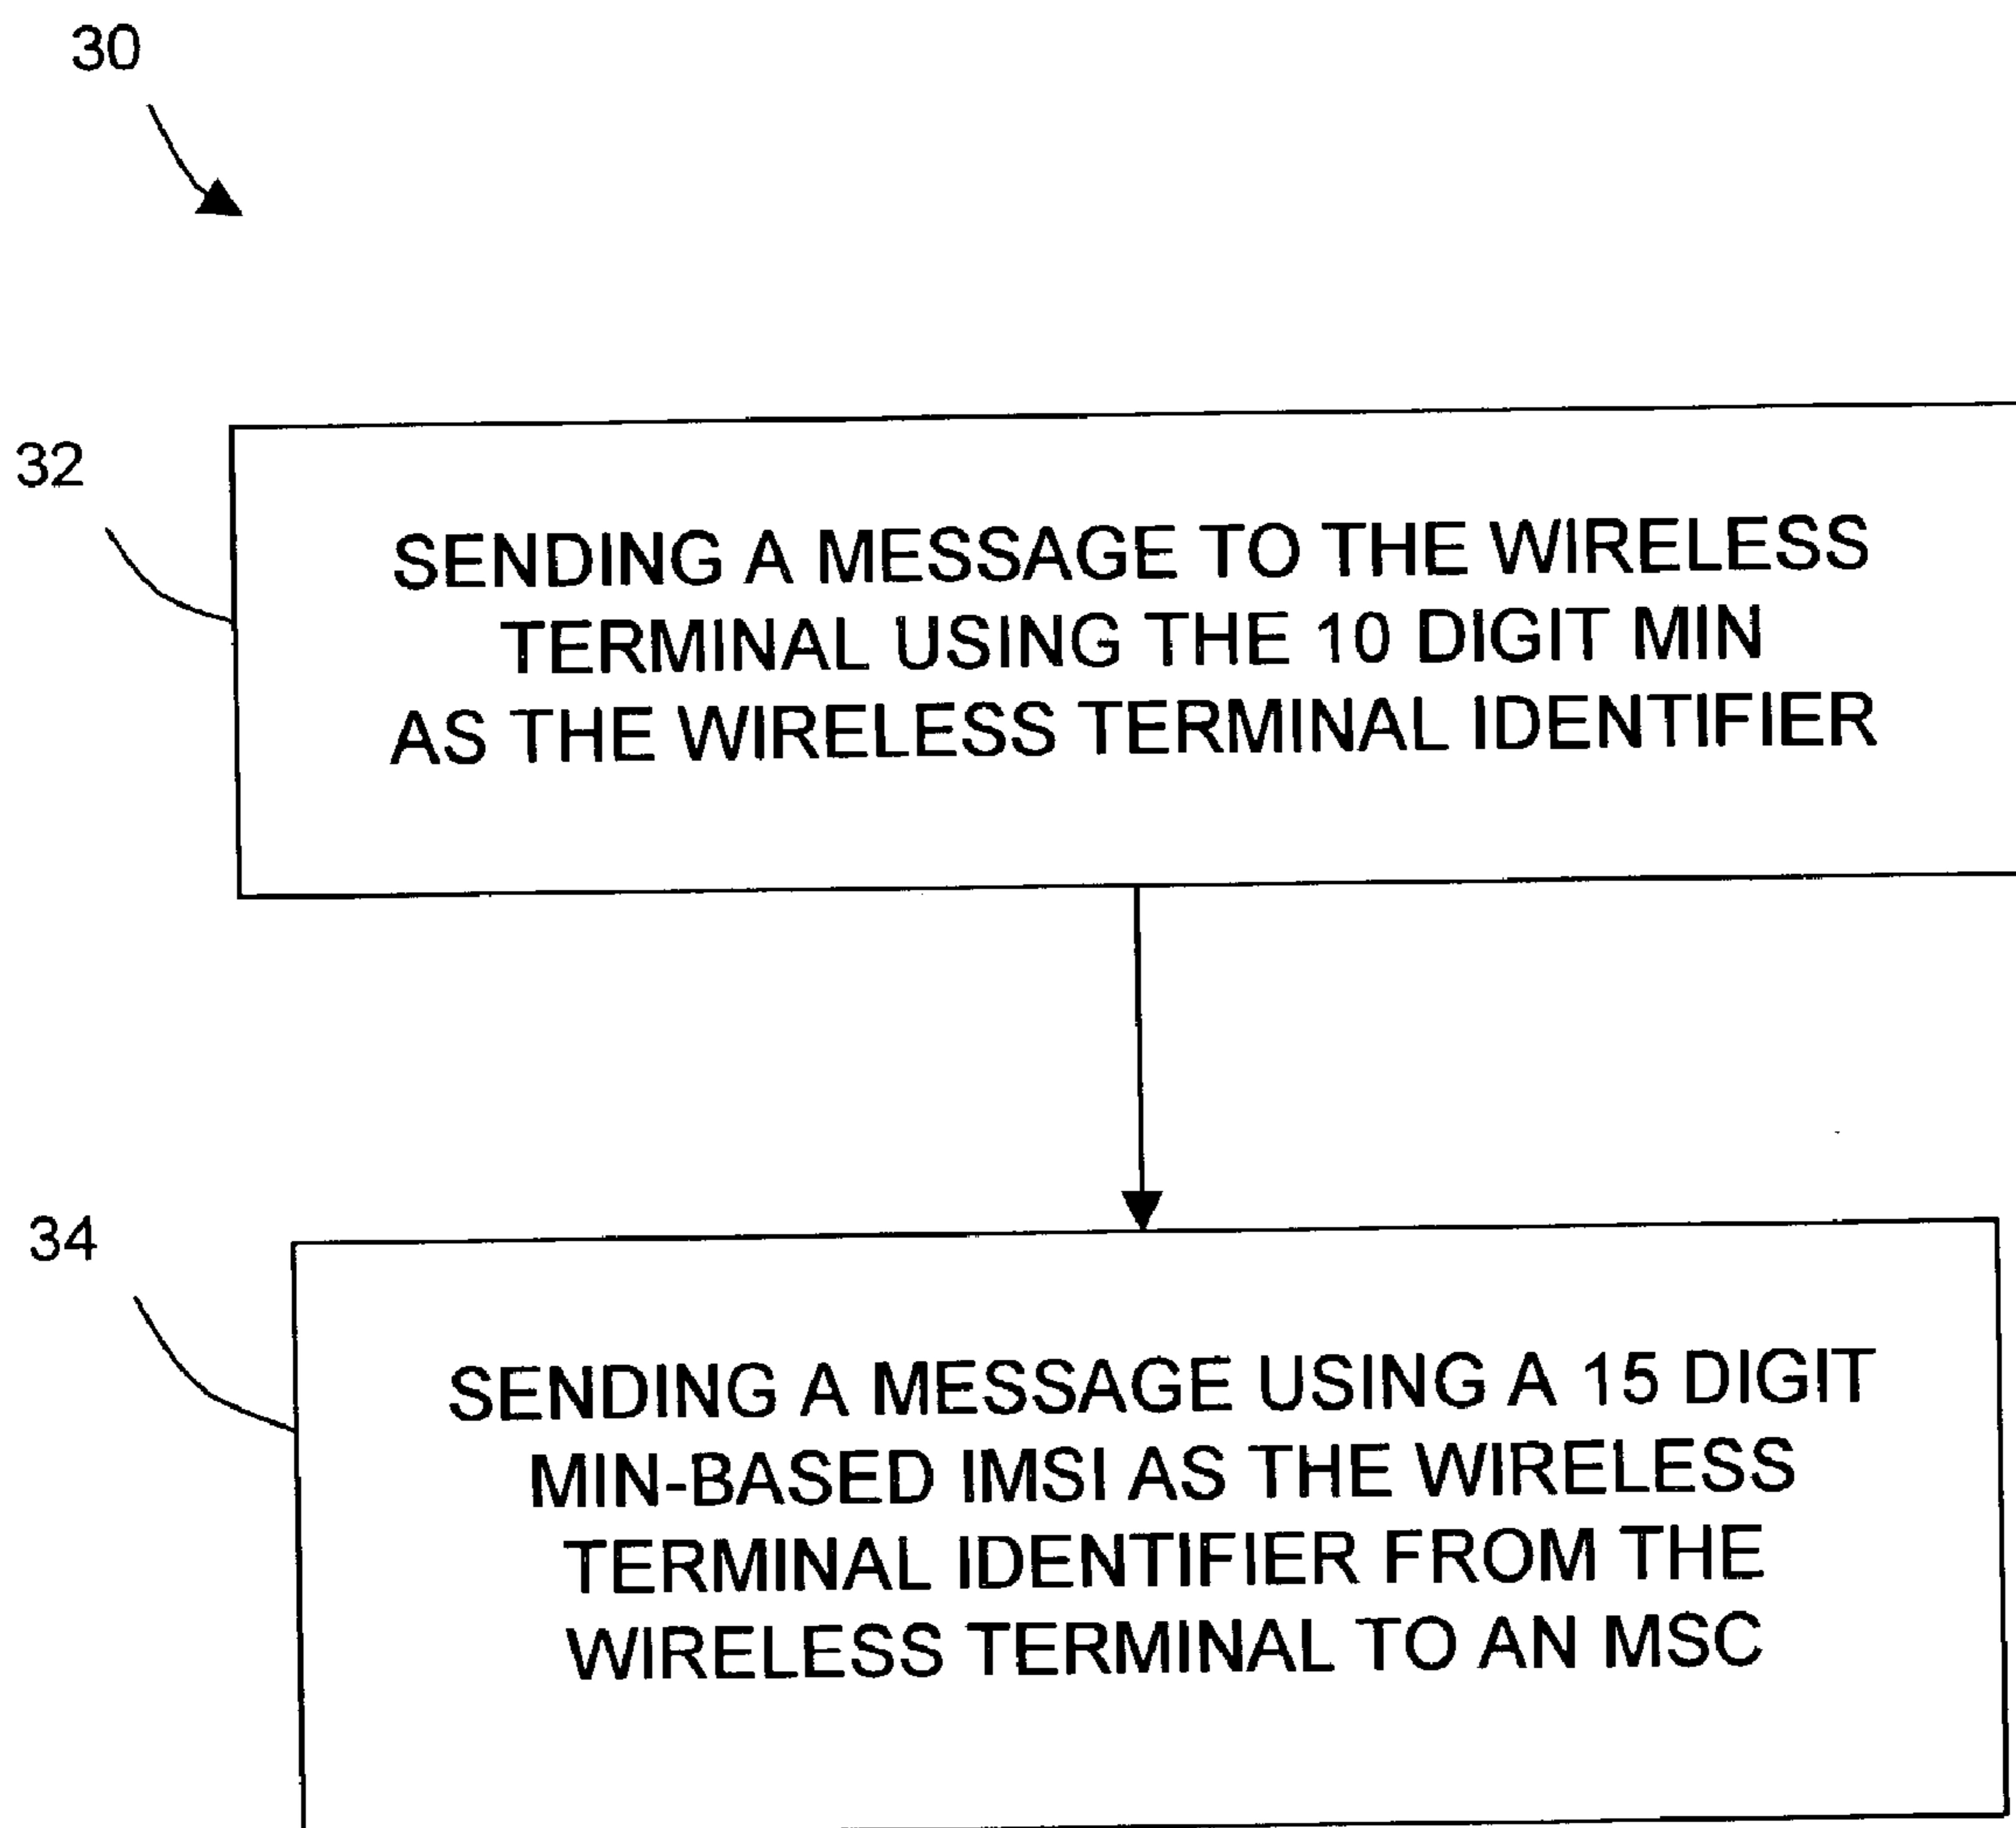 30
32
SENDING A MESSAGE TO THE WIRELESS
TERMINAL USING THE 10 DIGIT MIN
AS THE WIRELESS TERMINAL IDENTIFIER
34
SENDING A MESSAGE USING A 15 DIGIT
MIN-BASED IMSI AS THE WIRELESS
TERMINAL IDENTIFIER FROM THE
WIRELESS TERMINAL TO AN MSC